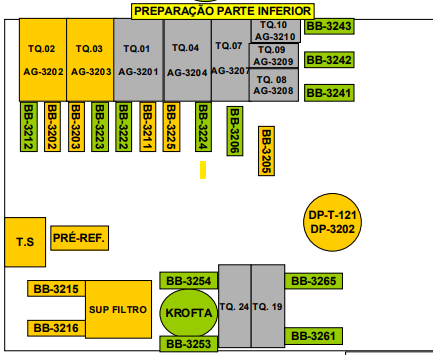 PREPARAÇÃO PARTE INFERIOR
TQ.02
AG-3202
TQ.03
AG-3203
TQ.01
AG-3201
TQ.04
AG-3204
TQ.07
AG-3207
TQ.10
AG-3210
TQ.09
AG-3209
TQ. 08
AG-3208
BB-3243
BB-3242
BB-3241
BB-3212
BB-3202
BB-3203
BB-3223
BB-3222
BB-3211
BB-3225
BB-3224
BB-3206
BB-3205
DP-T-121
DP-3202
T.S
PRÉ-REF.
BB-3215
BB-3216
SUP FILTRO
BB-3254
KROFTA
BB-3253
TQ. 24
TQ. 19
BB-3265
BB-3261